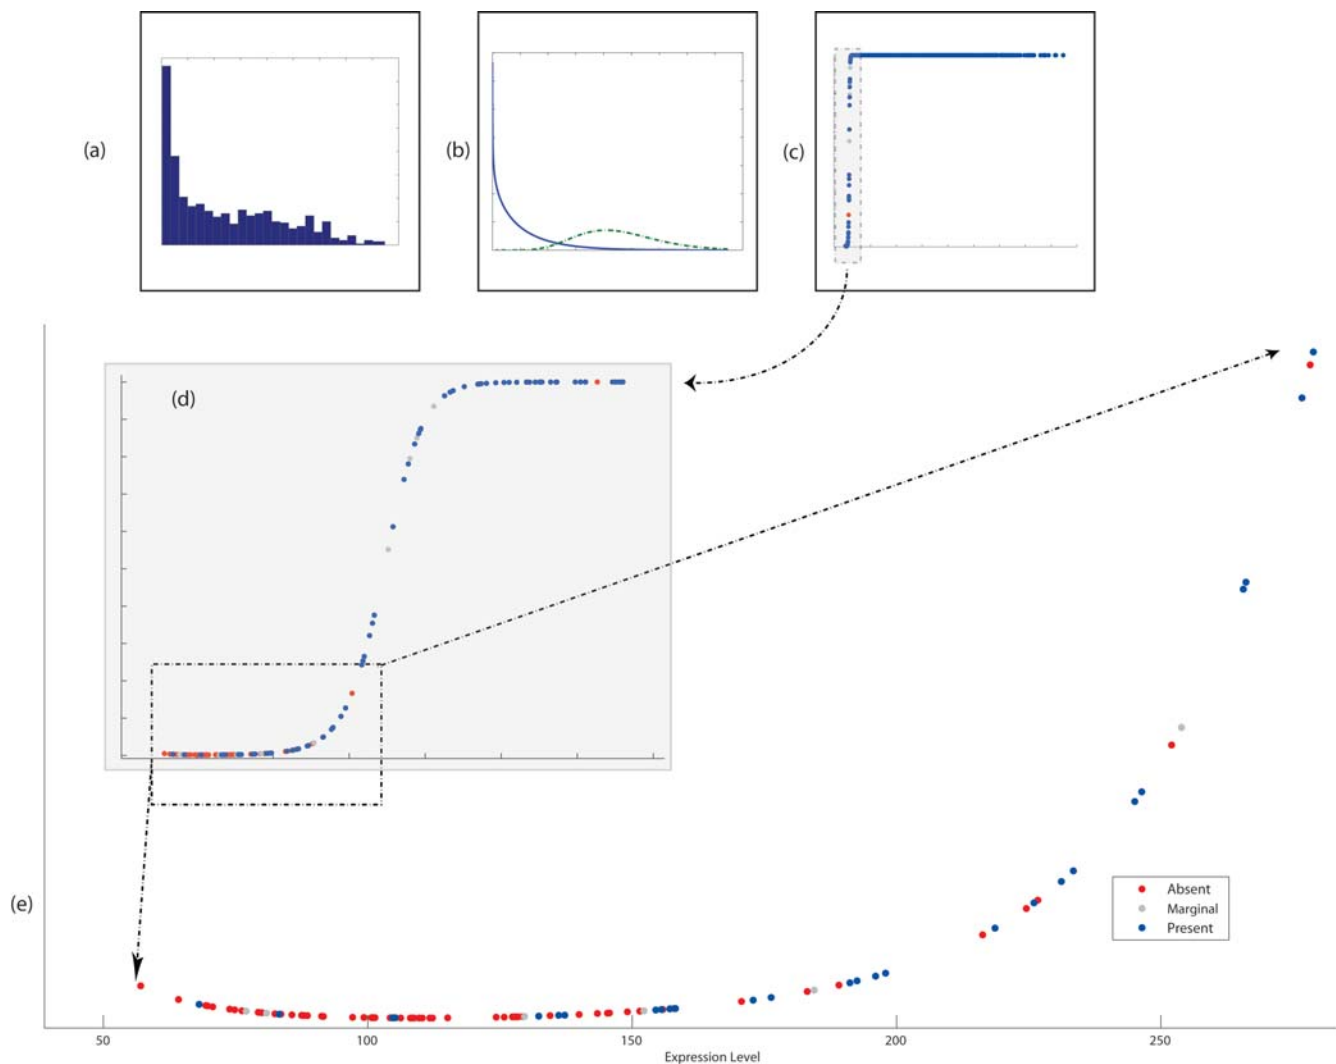 (a)
(b)
(c)
(d)
(e)
Absent
Marginal
Present
50
100
150
200
250
Expression Level